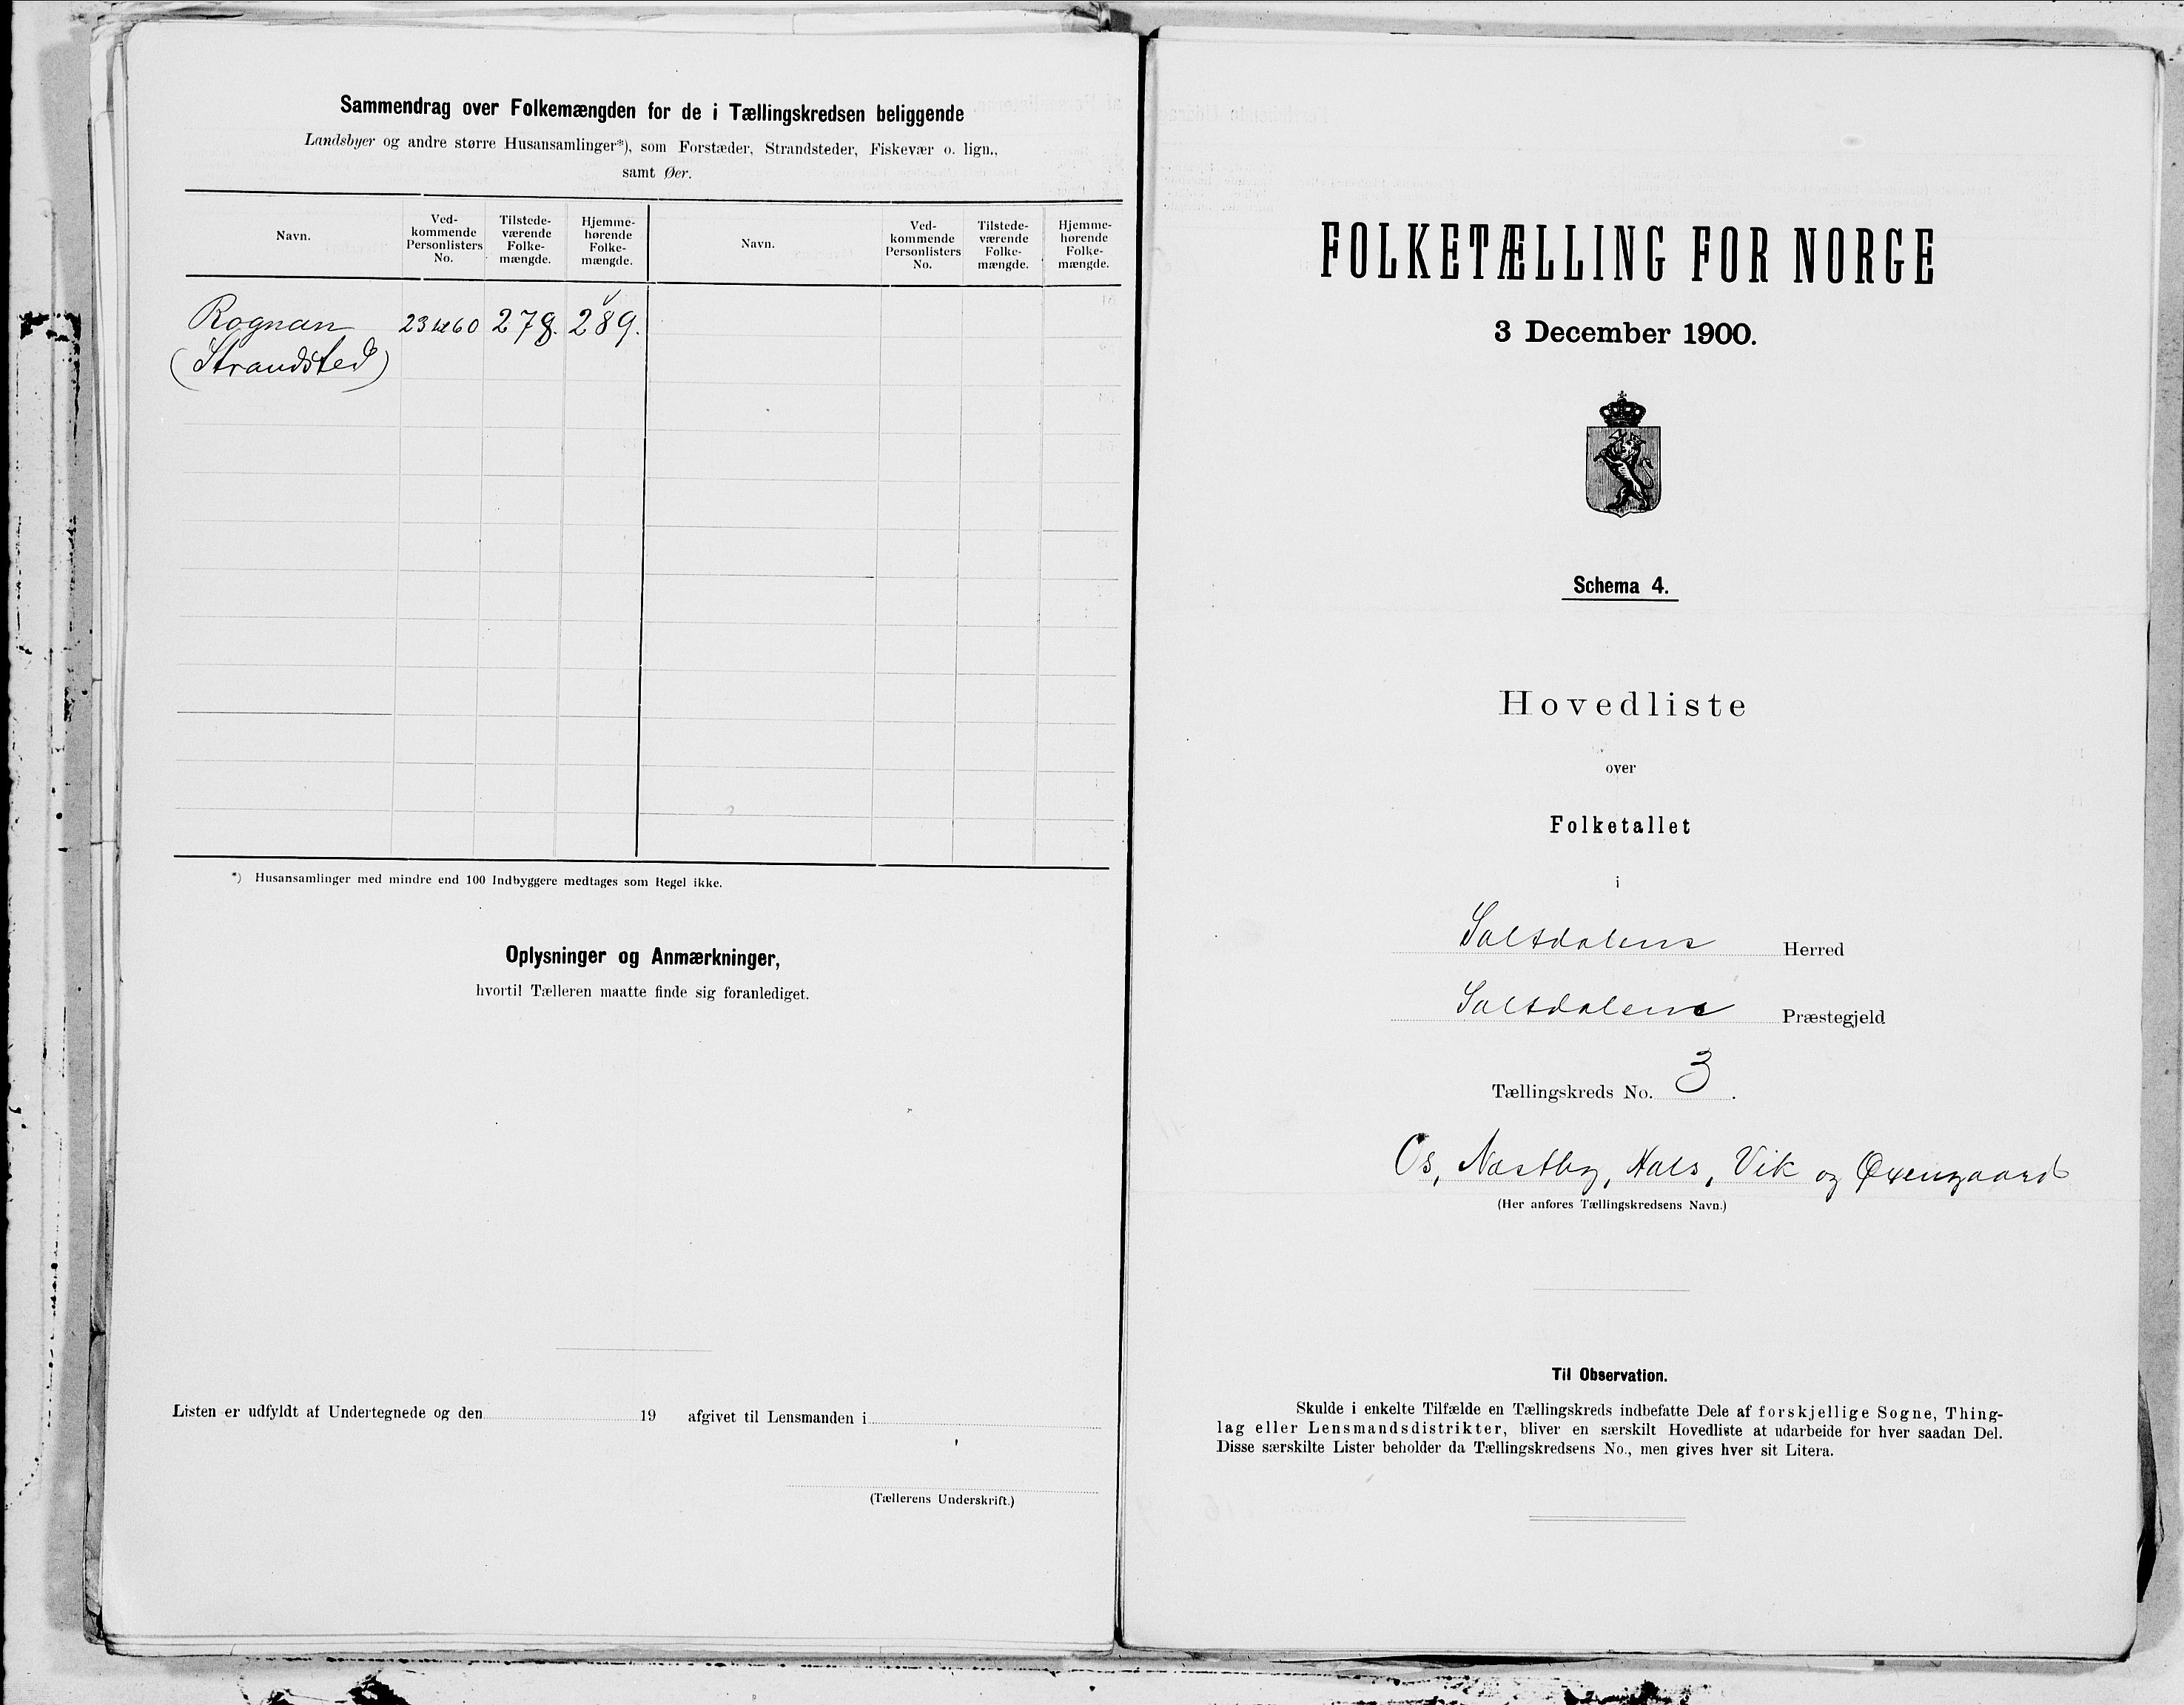 Sammendrag over Folkemængden for de i Tællingskredsen beliggende
Landsbyer og andre større Husansamlinger*), som Forstæder, Strandsteder, Fiskevær o. lign.,
samt Øer.
Navn.
Ved-
kommende
Personlisters
No.
Tilstede-
værende
Folke-
mængde.
Hjemme-
hørende
Folke-
mængde.
Navn.
Ved-
kommende
Personlisters
No.
Tilstede-
værende
Folke-
mængde.
Hjemme-
hørende
Folke-
mængde.
Rognan 23 til 60 278. 289.
(Strandsted)
*) Husansamlinger med mindre end 100 Indbyggere medtages som Regel ikke.
Oplysninger og Anmærkninger,
hvortil Tælleren maatte finde sig foranlediget.
Listen er udfyldt af Undertegnede og den 19 afgivet til Lensmanden i
(Tællerens Underskrift.)
FOLKETÆLLING FOR NORGE
3 December 1900.
Schema 4.
Hovedliste
over
Folketallet
i
Saltdalens Herred
Saltdalens Præstegjeld
Tællingskreds No. 3.
Os, Næstby, Hals, Vik og Øxengaard
(Her anføres Tællingskredsens Navn.)
Til Observation.
Skulde i enkelte Tilfælde en Tællingskreds indbefatte Dele af forskjellige Sogne, Thing-
lag eller Lensmandsdistrikter, bliver en særskilt Hovedliste at udarbeide for hver saadan Del.
Disse særskilte Lister beholder da Tællingskredsens No., men gives hver sit Litera.